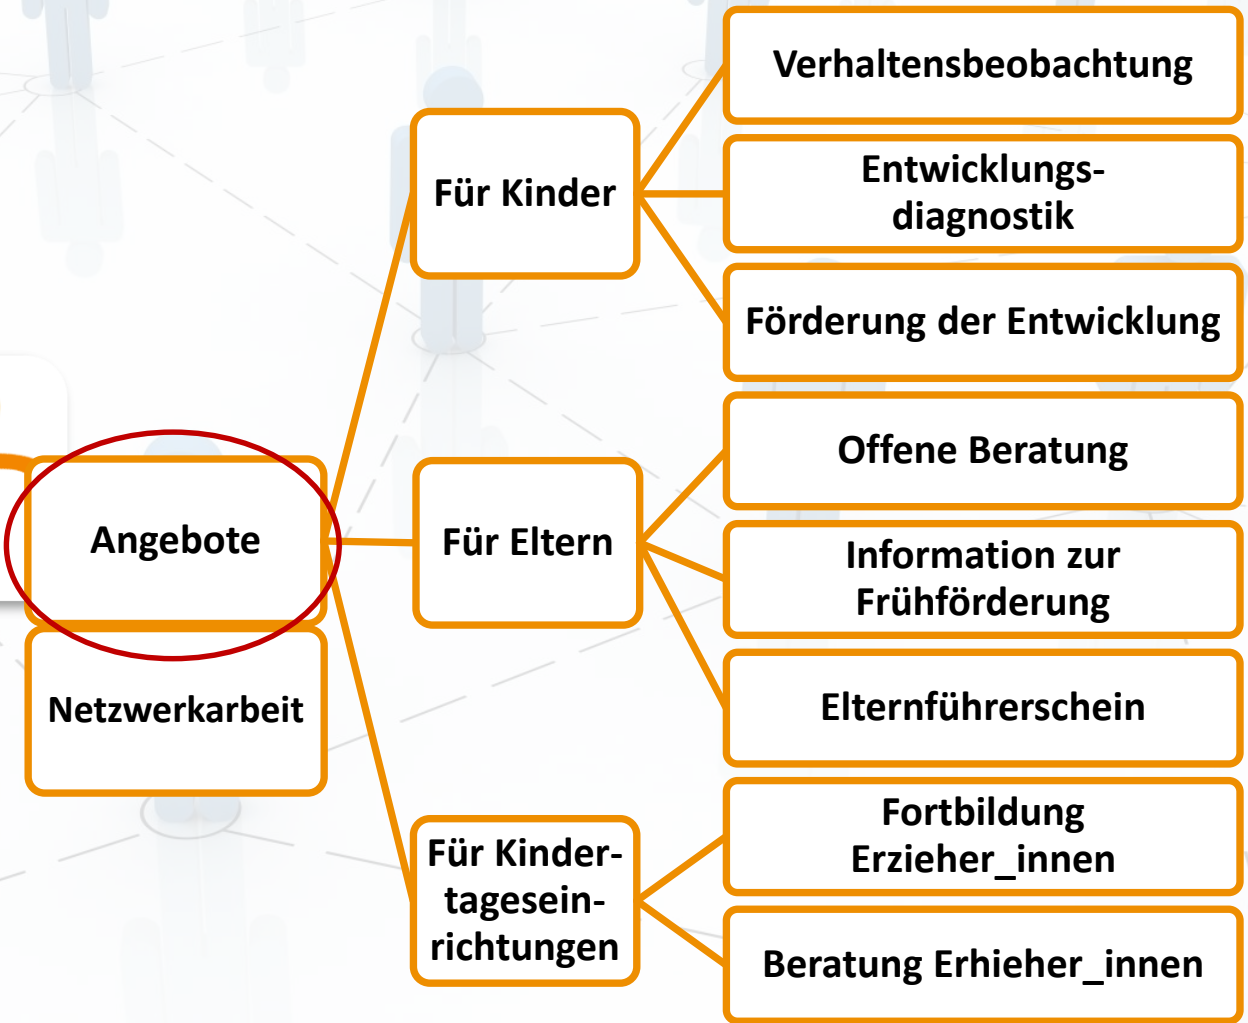 Angebote
Netzwerkarbeit
Für Kinder
Verhaltensbeobachtung
Entwicklungs-
diagnostik
Förderung der Entwicklung
Für Eltern
Offene Beratung
Information zur
Frühförderung
Elternführerschein
Für Kinder-
tagesein-
richtungen
Fortbildung
Erzieher_innen
Beratung Erhieher_innen